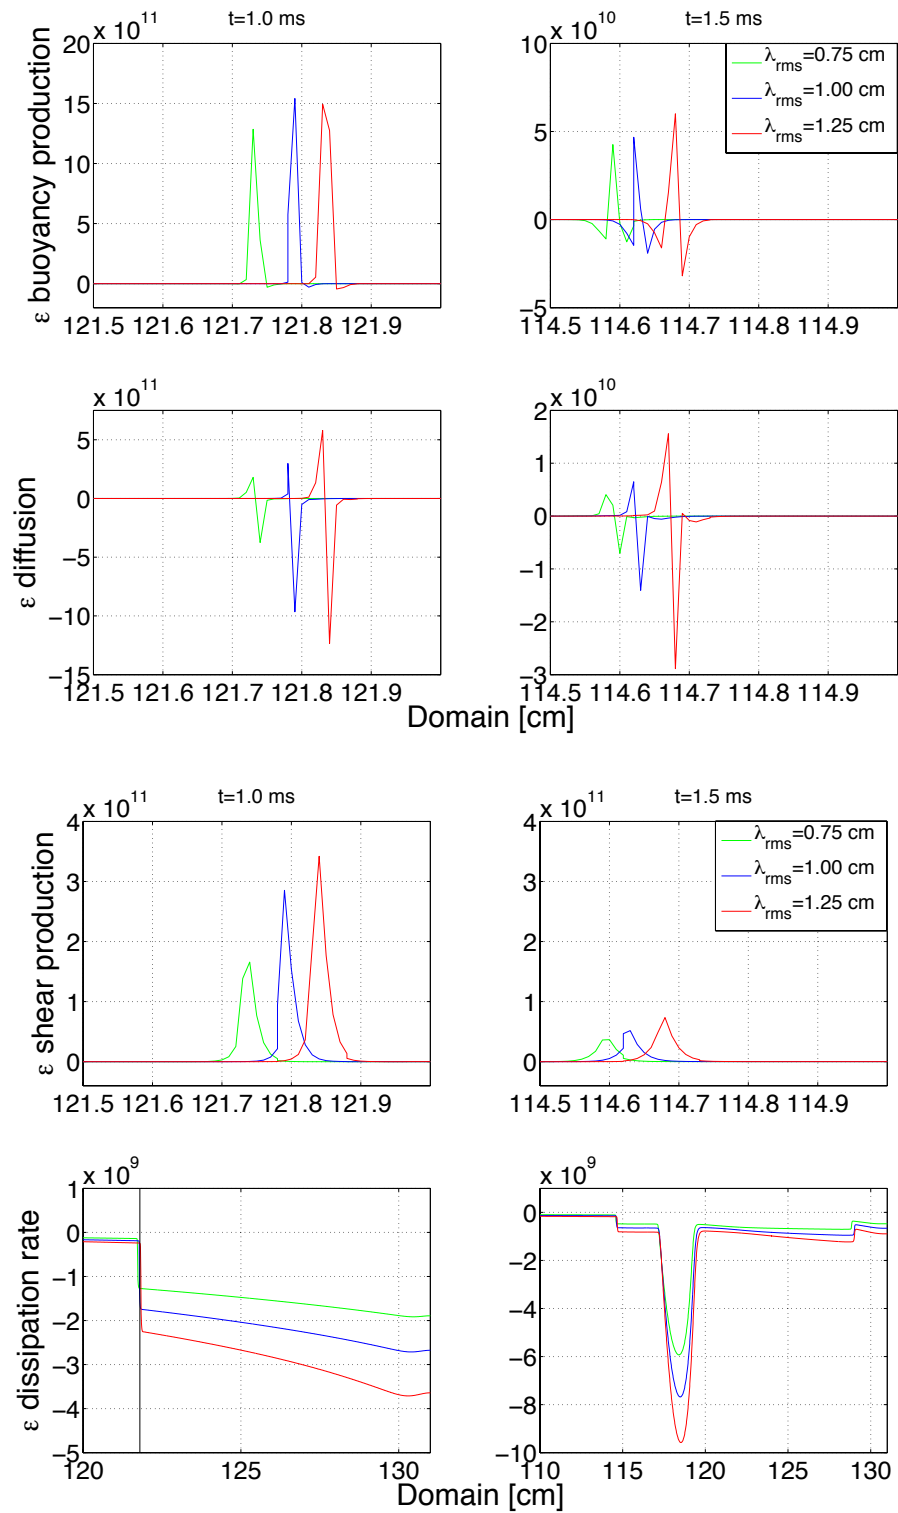 t=1.0 ms
t=1.5 ms
x 10^11
20
15
10
5
0
ε buoyancy production
121.5 121.6 121.7 121.8 121.9
x 10^10
10
5
0
−5
λ_rms=0.75 cm
λ_rms=1.00 cm
λ_rms=1.25 cm
114.5 114.6 114.7 114.8 114.9
x 10^11
5
0
−5
−10
−15
ε diffusion
121.5 121.6 121.7 121.8 121.9
x 10^10
2
1
0
−1
−2
−3
114.5 114.6 114.7 114.8 114.9
Domain [cm]
t=1.0 ms
t=1.5 ms
x 10^11
4
3
2
1
0
ε shear production
121.5 121.6 121.7 121.8 121.9
x 10^11
4
3
2
1
0
λ_rms=0.75 cm
λ_rms=1.00 cm
λ_rms=1.25 cm
114.5 114.6 114.7 114.8 114.9
x 10^9
1
0
−1
−2
−3
−4
−5
ε dissipation rate
120 125 130
x 10^9
0
−2
−4
−6
−8
−10
110 115 120 125 130
Domain [cm]